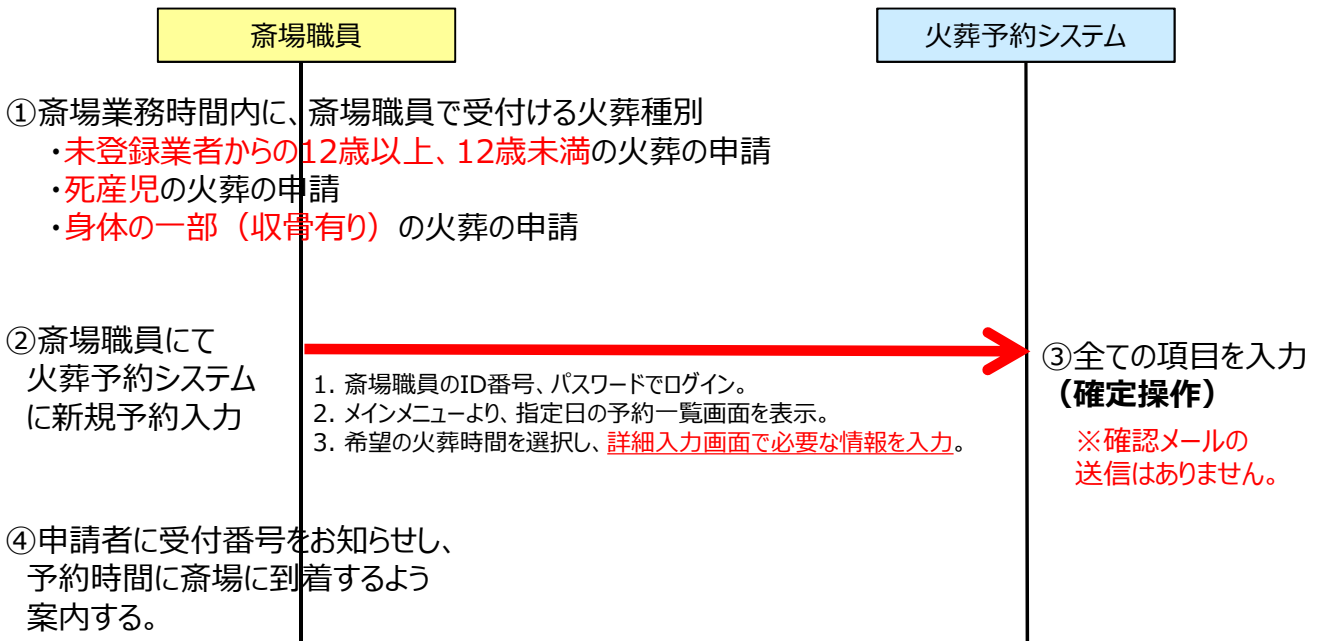 斎場職員
火葬予約システム
①斎場業務時間内に、斎場職員で受付ける火葬種別
・未登録業者からの12歳以上、12歳未満の火葬の申請
・死産児の火葬の申請
・身体の一部（収骨有り）の火葬の申請
②斎場職員にて
火葬予約システム
に新規予約入力
1. 斎場職員のID番号、パスワードでログイン。
2. メインメニューより、指定日の予約一覧画面を表示。
3. 希望の火葬時間を選択し、詳細入力画面で必要な情報を入力。
③全ての項目を入力
（確定操作）
※確認メールの
送信はありません。
④申請者に受付番号をお知らせし、
予約時間に斎場に到着するよう
案内する。